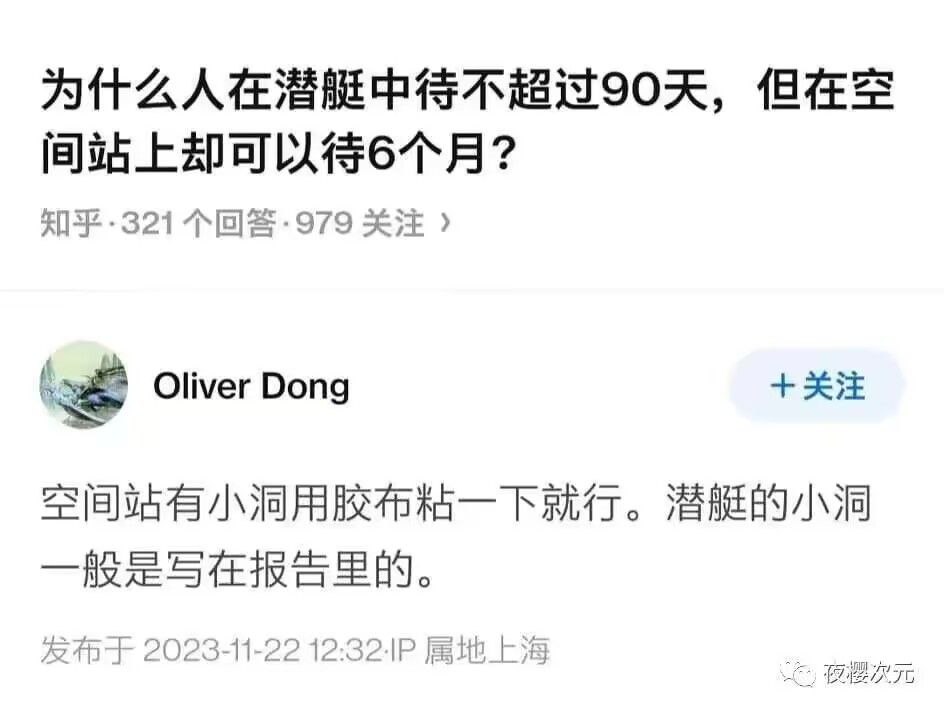 为什么人在潜艇中待不超过90天，但在空
间站上却可以待6个月？
知乎·321 个回答·979 关注 ›
Oliver Dong
+关注
空间站有小洞用胶布粘一下就行。潜艇的小洞
一般是写在报告里的。
发布于 2023-11-22 12:32·IP 属地上海
夜樱次元